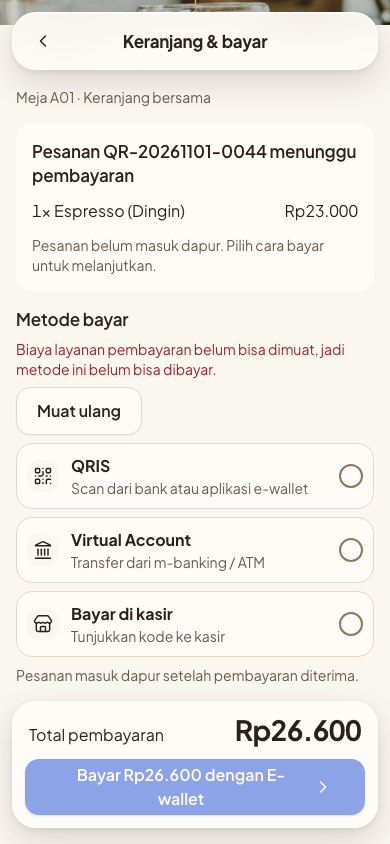 Keranjang & bayar
Meja A01 · Keranjang bersama
Pesanan QR-20261101-0044 menunggu
pembayaran
1× Espresso (Dingin) Rp23.000
Pesanan belum masuk dapur. Pilih cara bayar
untuk melanjutkan.
Metode bayar
Biaya layanan pembayaran belum bisa dimuat, jadi
metode ini belum bisa dibayar.
Muat ulang
QRIS
Scan dari bank atau aplikasi e-wallet
Virtual Account
Transfer dari m-banking / ATM
Bayar di kasir
Tunjukkan kode ke kasir
Pesanan masuk dapur setelah pembayaran diterima.
Total pembayaran Rp26.600
Bayar Rp26.600 dengan E-
wallet